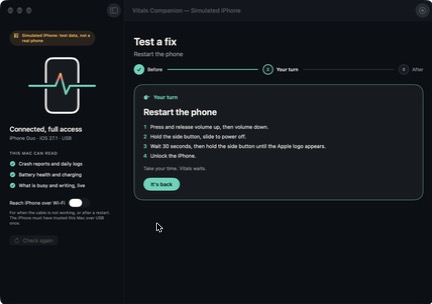 Vitals Companion — Simulated iPhone
Simulated iPhone: test data, not a real phone
Connected, full access
iPhone Duo · iOS 27.1 · USB
THIS MAC CAN READ
Crash reports and daily logs
Battery health and charging
What is busy and writing, live
Reach iPhone over Wi-Fi
For when the cable is not working, or after a restart. The iPhone must have trusted this Mac over USB once.
Check again
Test a fix
Restart the phone
Before
2 Your turn
3 After
Your turn
Restart the phone
1 Press and release volume up, then volume down.
2 Hold the side button, slide to power off.
3 Wait 30 seconds, then hold the side button until the Apple logo appears.
4 Unlock the iPhone.
Take your time. Vitals waits.
It's back